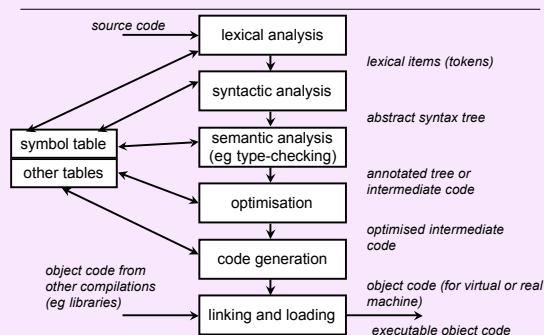 source code
lexical analysis
lexical items (tokens)
syntactic analysis
abstract syntax tree
symbol table
other tables
semantic analysis
(eg type-checking)
annotated tree or
intermediate code
optimisation
optimised intermediate
code
code generation
object code from
other compilations
(eg libraries)
object code (for virtual or real
machine)
linking and loading
executable object code